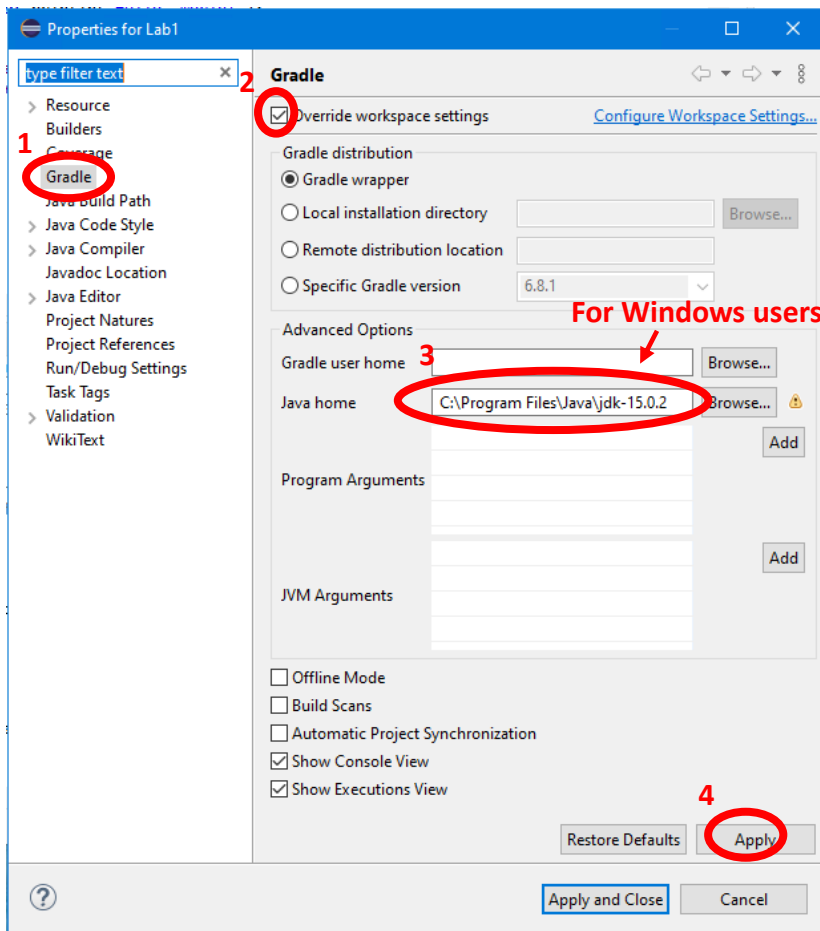 Properties for Lab1
type filter text
Resource
Builders
Coverage
1
Gradle
Java Build Path
Java Code Style
Java Compiler
Javadoc Location
Java Editor
Project Natures
Project References
Run/Debug Settings
Task Tags
Validation
WikiText
Gradle
2
Override workspace settings
Configure Workspace Settings...
Gradle distribution
Gradle wrapper
Local installation directory
Browse...
Remote distribution location
Specific Gradle version
6.8.1
For Windows users
Advanced Options
3
Gradle user home
Browse...
Java home
C:\Program Files\Java\jdk-15.0.2
Browse...
Add
Program Arguments
Add
JVM Arguments
Offline Mode
Build Scans
Automatic Project Synchronization
Show Console View
Show Executions View
4
Restore Defaults
Apply
Apply and Close
Cancel